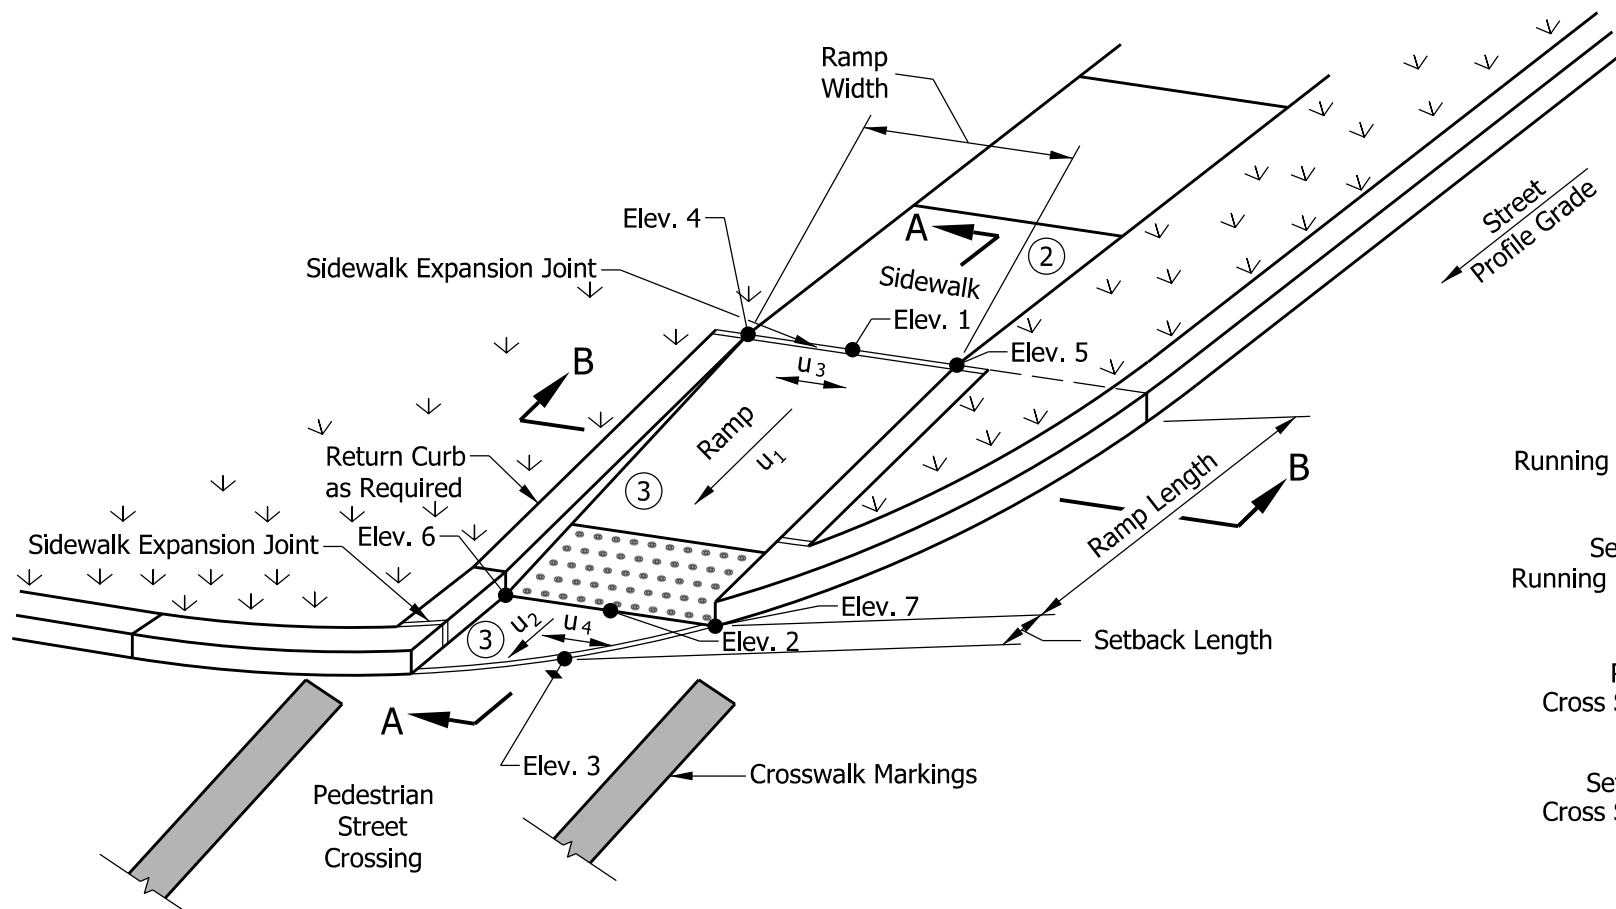 Ramp
Width
Street
Profile Grade
Elev. 4
A
2
Sidewalk Expansion Joint
Sidewalk
Elev. 1
Elev. 5
B
u3
Ramp
u1
Return Curb
as Required
3
Ramp Length
B
Running
Elev. 6
Sidewalk Expansion Joint
Se
Running
Elev. 7
3
u2
u4
Elev. 2
Setback Length
A
Cross S
Elev. 3
Crosswalk Markings
Pedestrian
Street
Crossing
Set
Cross S